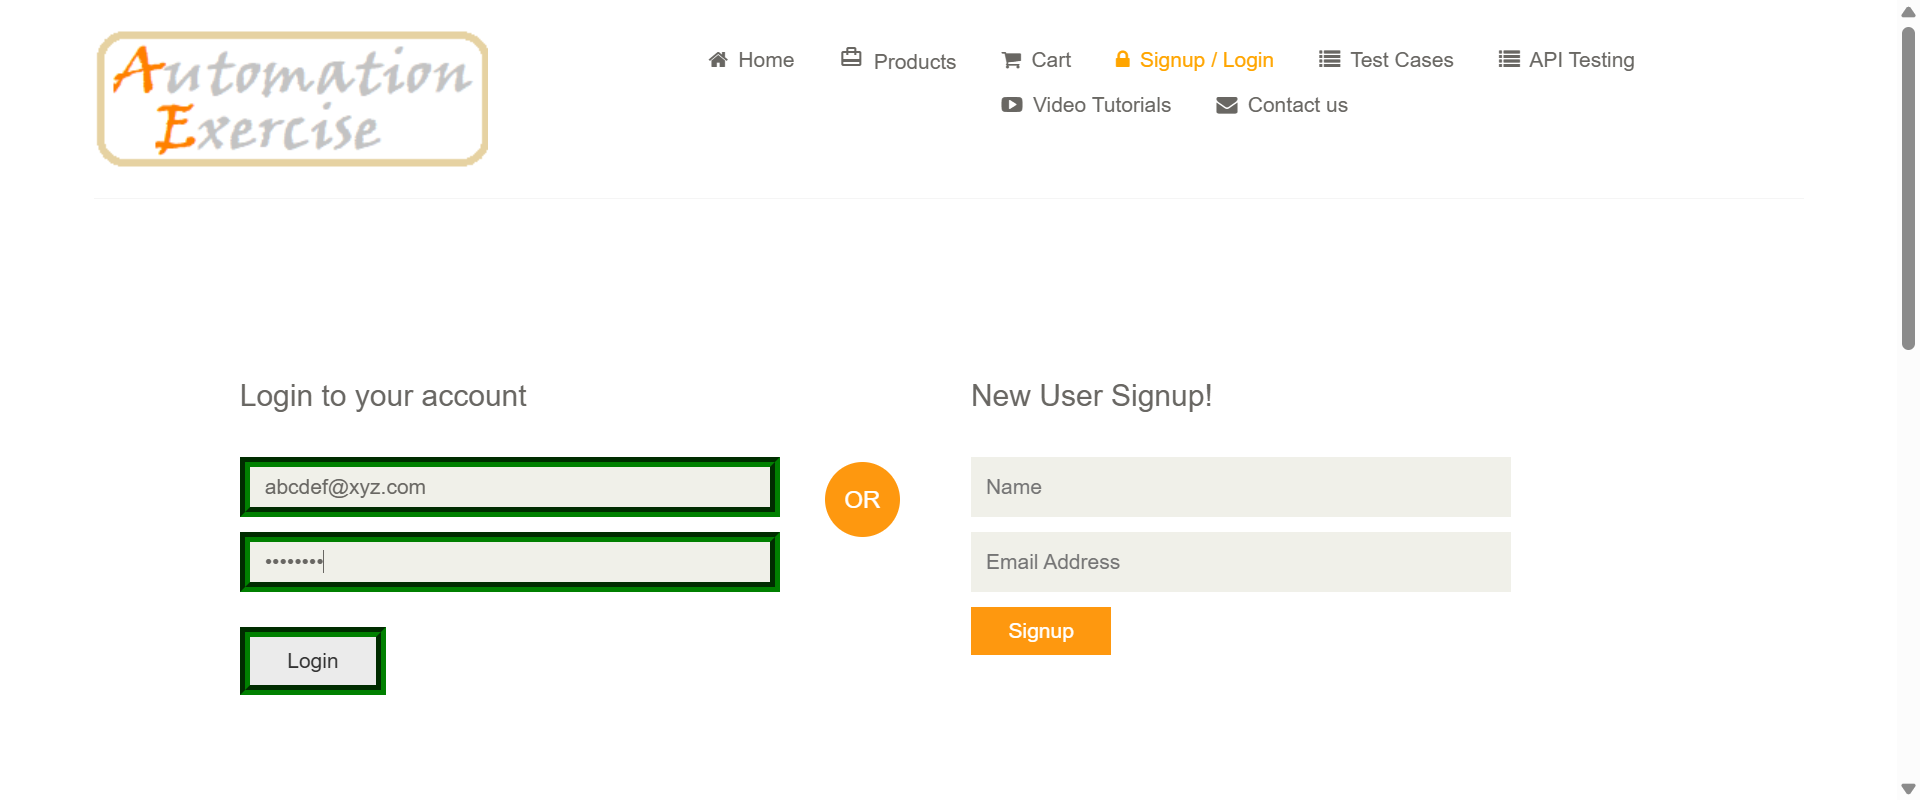 Automation
Exercise
Home
Products
Cart
Signup / Login
Test Cases
API Testing
Video Tutorials
Contact us
Login to your account
abcdef@xyz.com
••••••••
Login
OR
New User Signup!
Name
Email Address
Signup